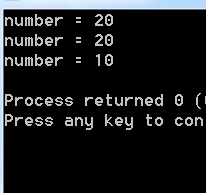 number = 20
number = 20
number = 10
Process returned 0 (
Press any key to con